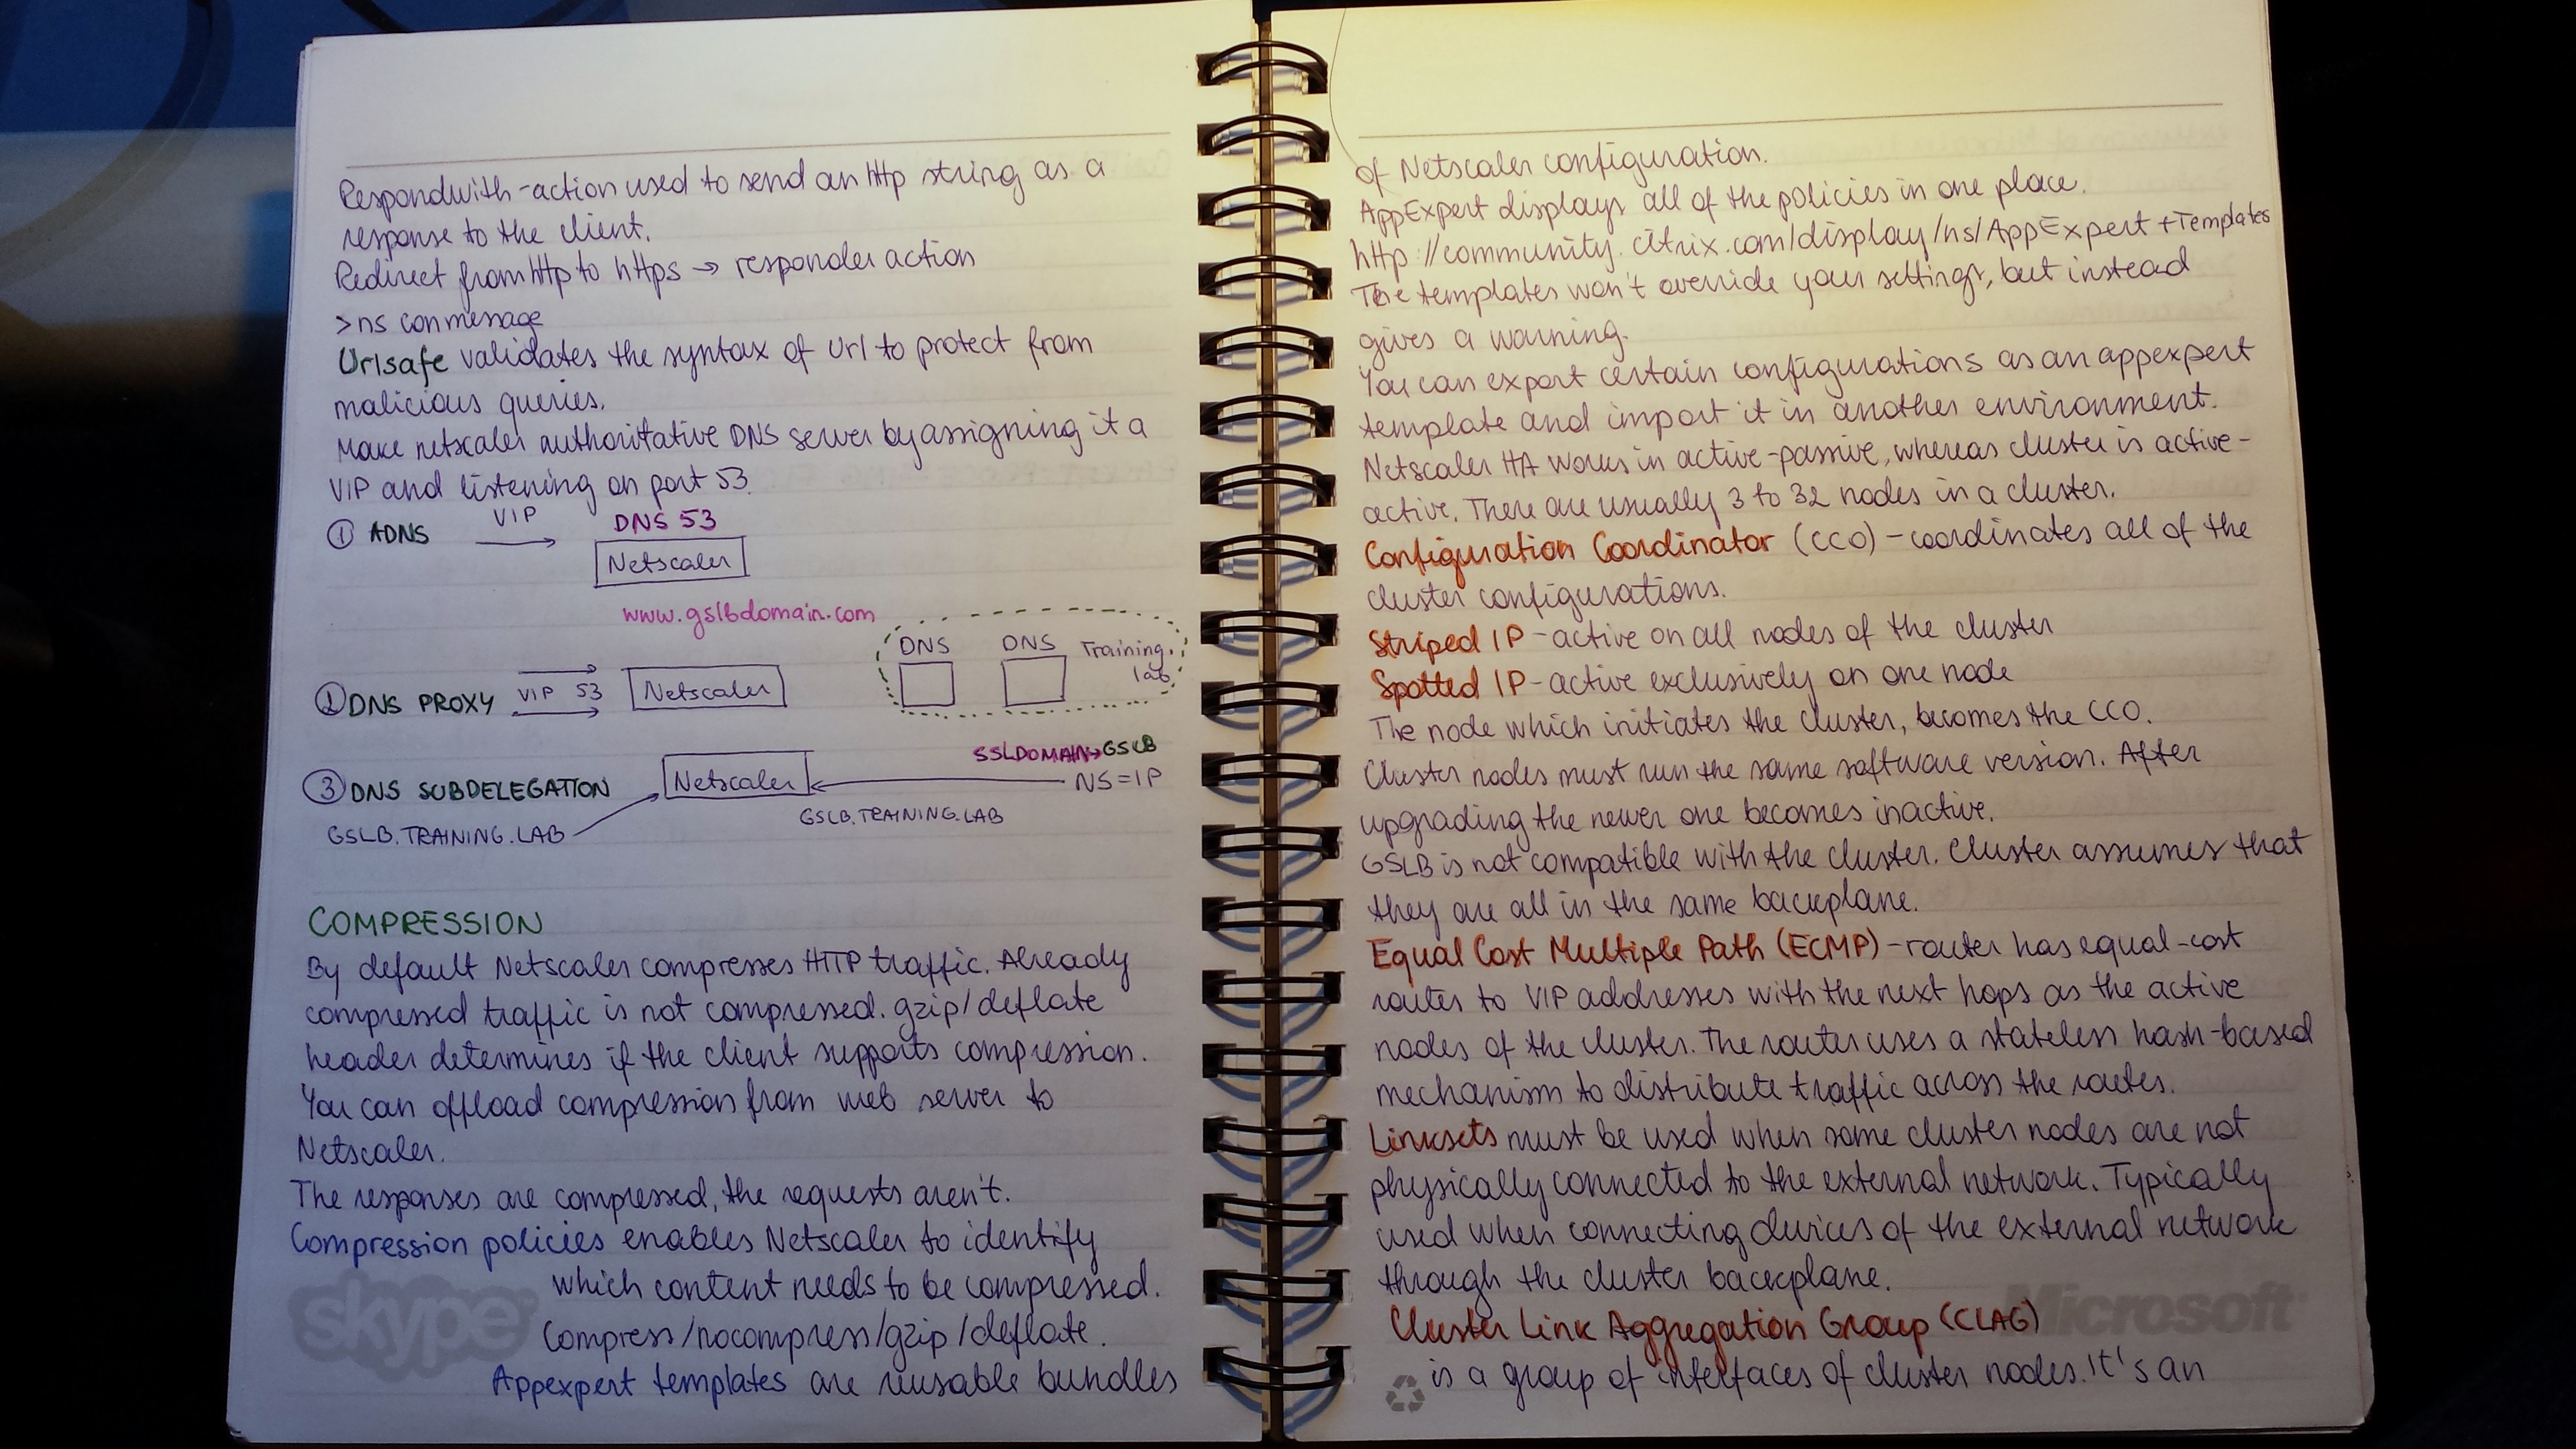 Respondwith-action used to send an http string as a
response to the client.
Redirect from http to https → responder action
>ns conmessage
Urlsafe validates the syntax of url to protect from
malicious queries.
Make netscaler authoritative DNS server by assigning it a
VIP and listening on port 53.
① ADNS VIP DNS 53
Netscaler
www.gslbdomain.com
DNS DNS Training.
lab
② DNS PROXY VIP 53 Netscaler
SSLDOMAIN→GSLB
③ DNS SUBDELEGATION Netscaler NS=IP
GSLB.TRAINING.LAB
GSLB.TRAINING.LAB
COMPRESSION
By default Netscaler compresses HTTP traffic. Already
compressed traffic is not compressed. gzip/deflate
header determines if the client supports compression.
You can offload compression from web server to
Netscaler.
The responses are compressed, the requests aren't.
Compression policies enables Netscaler to identify
which content needs to be compressed.
Compress/nocompress/gzip/deflate.
Appexpert templates are reusable bundles
skype
of Netscaler configuration.
AppExpert displays all of the policies in one place.
http://community.citrix.com/display/ns/AppExpert+Templates
The templates won't override your settings, but instead
gives a warning.
You can export certain configurations as an appexpert
template and import it in another environment.
Netscaler HA works in active-passive, whereas cluster is active-
active. There are usually 3 to 32 nodes in a cluster.
Configuration Coordinator (CCO) - coordinates all of the
cluster configurations.
Striped IP - active on all nodes of the cluster
Spotted IP - active exclusively on one node
The node which initiates the cluster, becomes the CCO.
Cluster nodes must run the same software version. After
upgrading the newer one becomes inactive.
GSLB is not compatible with the cluster. Cluster assumes that
they are all in the same backplane.
Equal Cost Multiple Path (ECMP) - router has equal-cost
routes to VIP addresses with the next hops as the active
nodes of the cluster. The router uses a stateless hash-based
mechanism to distribute traffic across the routes.
Linksets must be used when some cluster nodes are not
physically connected to the external network. Typically
used when connecting devices of the external network
through the cluster backplane.
Cluster Link Aggregation Group (CLAG)
is a group of interfaces of cluster nodes. It's an
Microsoft